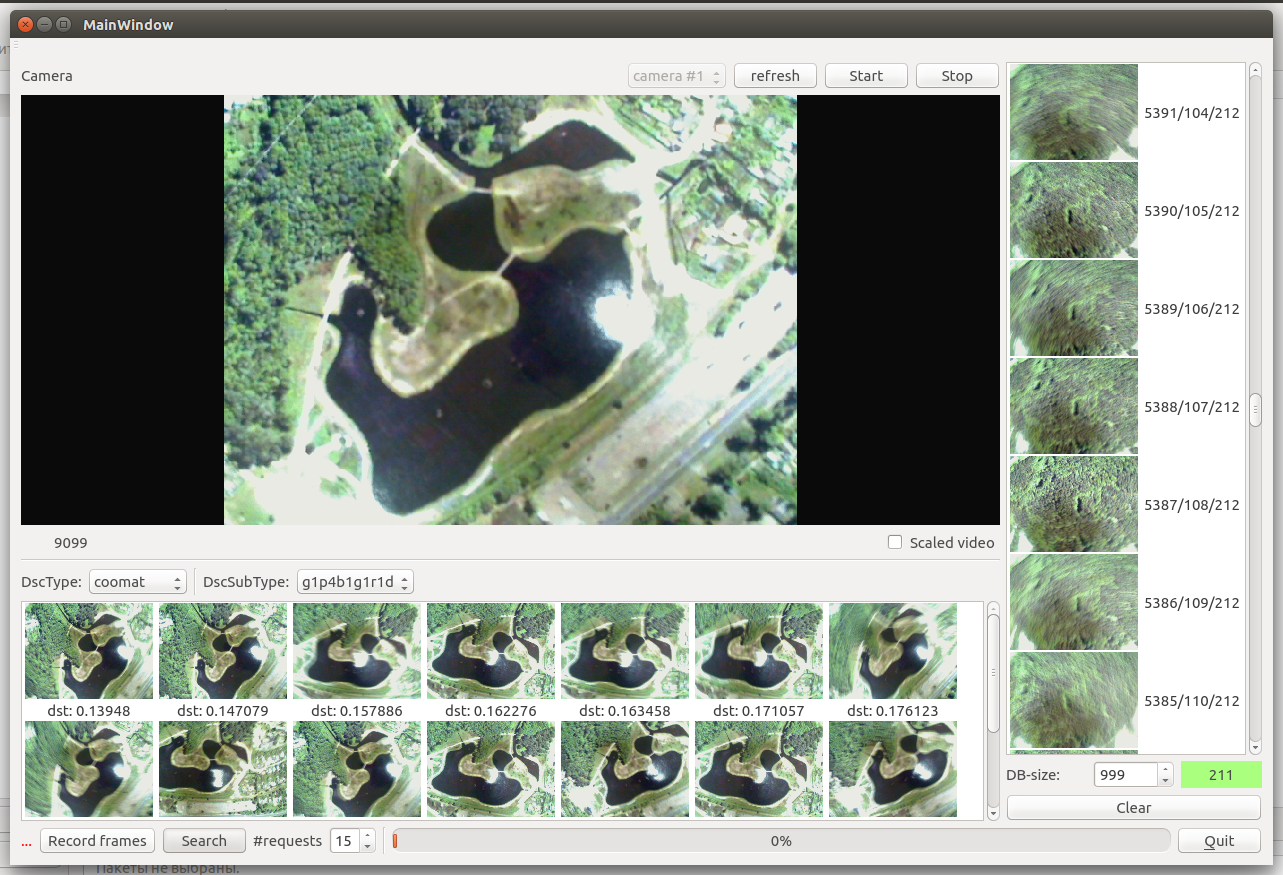 MainWindow
Camera
camera #1
refresh
Start
Stop
5391/104/212
5390/105/212
5389/106/212
5388/107/212
5387/108/212
5386/109/212
5385/110/212
9099
Scaled video
DscType:
coomat
DscSubType:
g1p4b1g1r1d
dst: 0.13948
dst: 0.147079
dst: 0.157886
dst: 0.162276
dst: 0.163458
dst: 0.171057
dst: 0.176123
DB-size:
999
211
Clear
...
Record frames
Search
#requests
15
0%
Quit
Пакеты не выбраны.